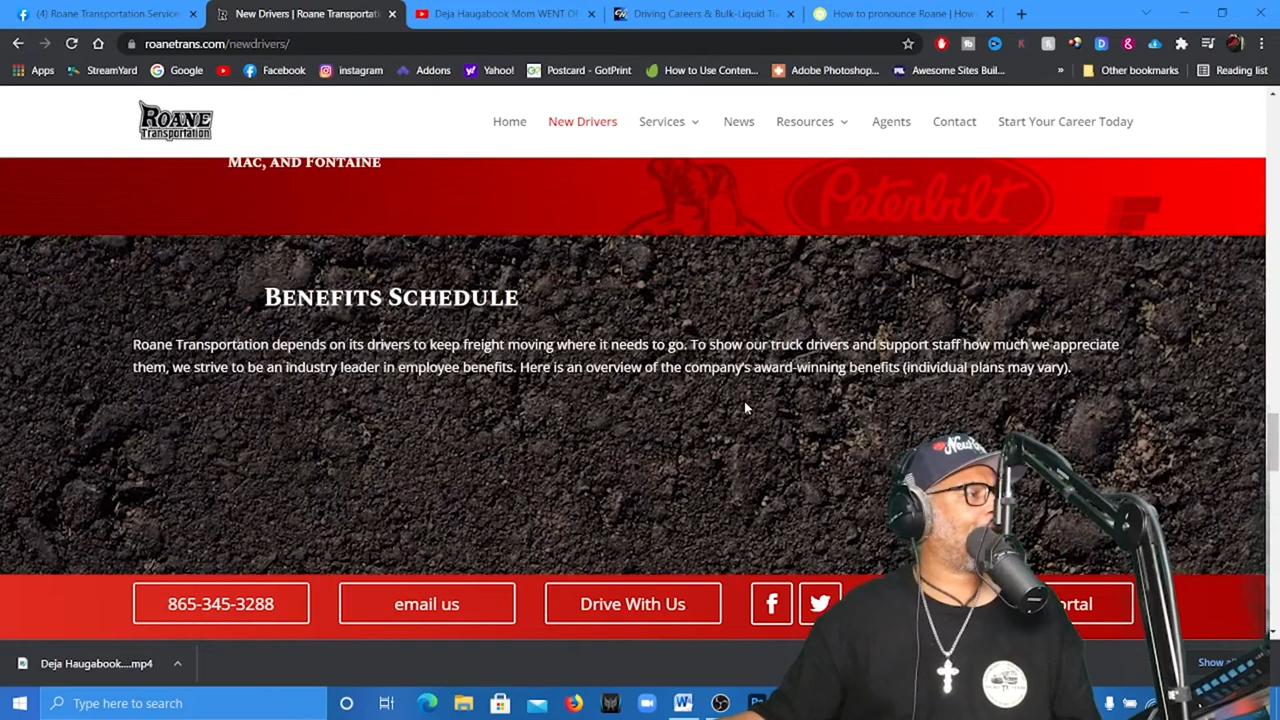 (4) Roane Transportation Service
New Drivers | Roane Transportati
Deja Haugabook Mom WENT OF
Driving Careers & Bulk-Liquid Tr
How to pronounce Roane | How
roanetrans.com/newdrivers/
Apps
StreamYard
Google
Facebook
instagram
Addons
Yahoo!
Postcard - GotPrint
How to Use Conten...
Adobe Photoshop...
Awesome Sites Buil...
»
Other bookmarks
Reading list
ROANE
Transportation
Home
New Drivers
Services
News
Resources
Agents
Contact
Start Your Career Today
Mac, and Fontaine
Peterbilt
Benefits Schedule
Roane Transportation depends on its drivers to keep freight moving where it needs to go. To show our truck drivers and support staff how much we appreciate
them, we strive to be an industry leader in employee benefits. Here is an overview of the company's award-winning benefits (individual plans may vary).
865-345-3288
email us
Drive With Us
ortal
Deja Haugabook....mp4
Show
Type here to search